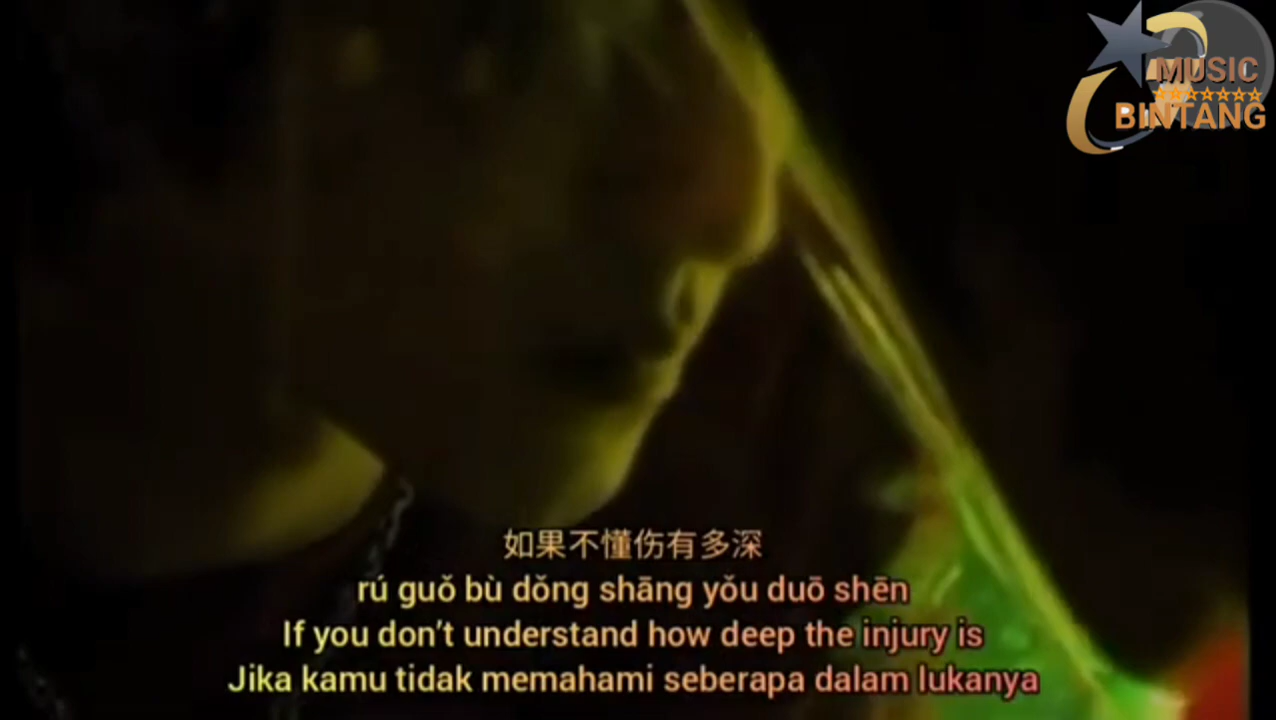 MUSIC
BINTANG
如果不懂伤有多深
rú guǒ bù dǒng shāng yǒu duō shēn
If you don't understand how deep the injury is
Jika kamu tidak memahami seberapa dalam lukanya